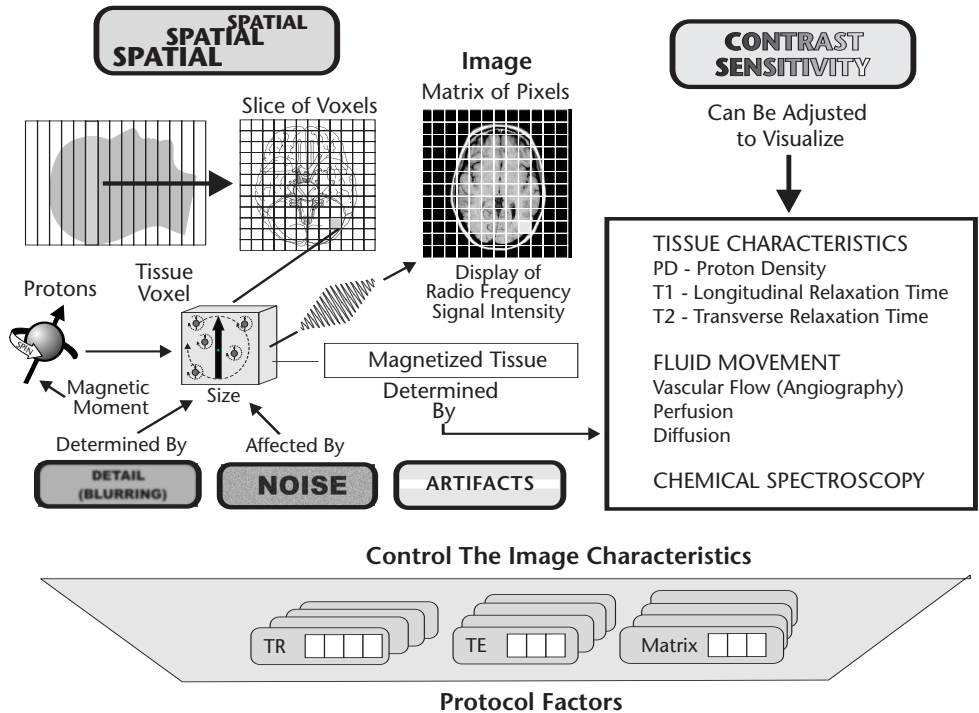 SPATIAL
SPATIAL
SPATIAL
Image
Matrix of Pixels
Slice of Voxels
CONTRAST
SENSITIVITY
Can Be Adjusted
to Visualize
Tissue
Voxel
Protons
SPIN
Magnetic
Moment
Size
Display of
Radio Frequency
Signal Intensity
Magnetized Tissue
Determined
By
Determined By
Affected By
DETAIL
(BLURRING)
NOISE
ARTIFACTS
TISSUE CHARACTERISTICS
PD - Proton Density
T1 - Longitudinal Relaxation Time
T2 - Transverse Relaxation Time
FLUID MOVEMENT
Vascular Flow (Angiography)
Perfusion
Diffusion
CHEMICAL SPECTROSCOPY
Control The Image Characteristics
TR
TE
Matrix
Protocol Factors